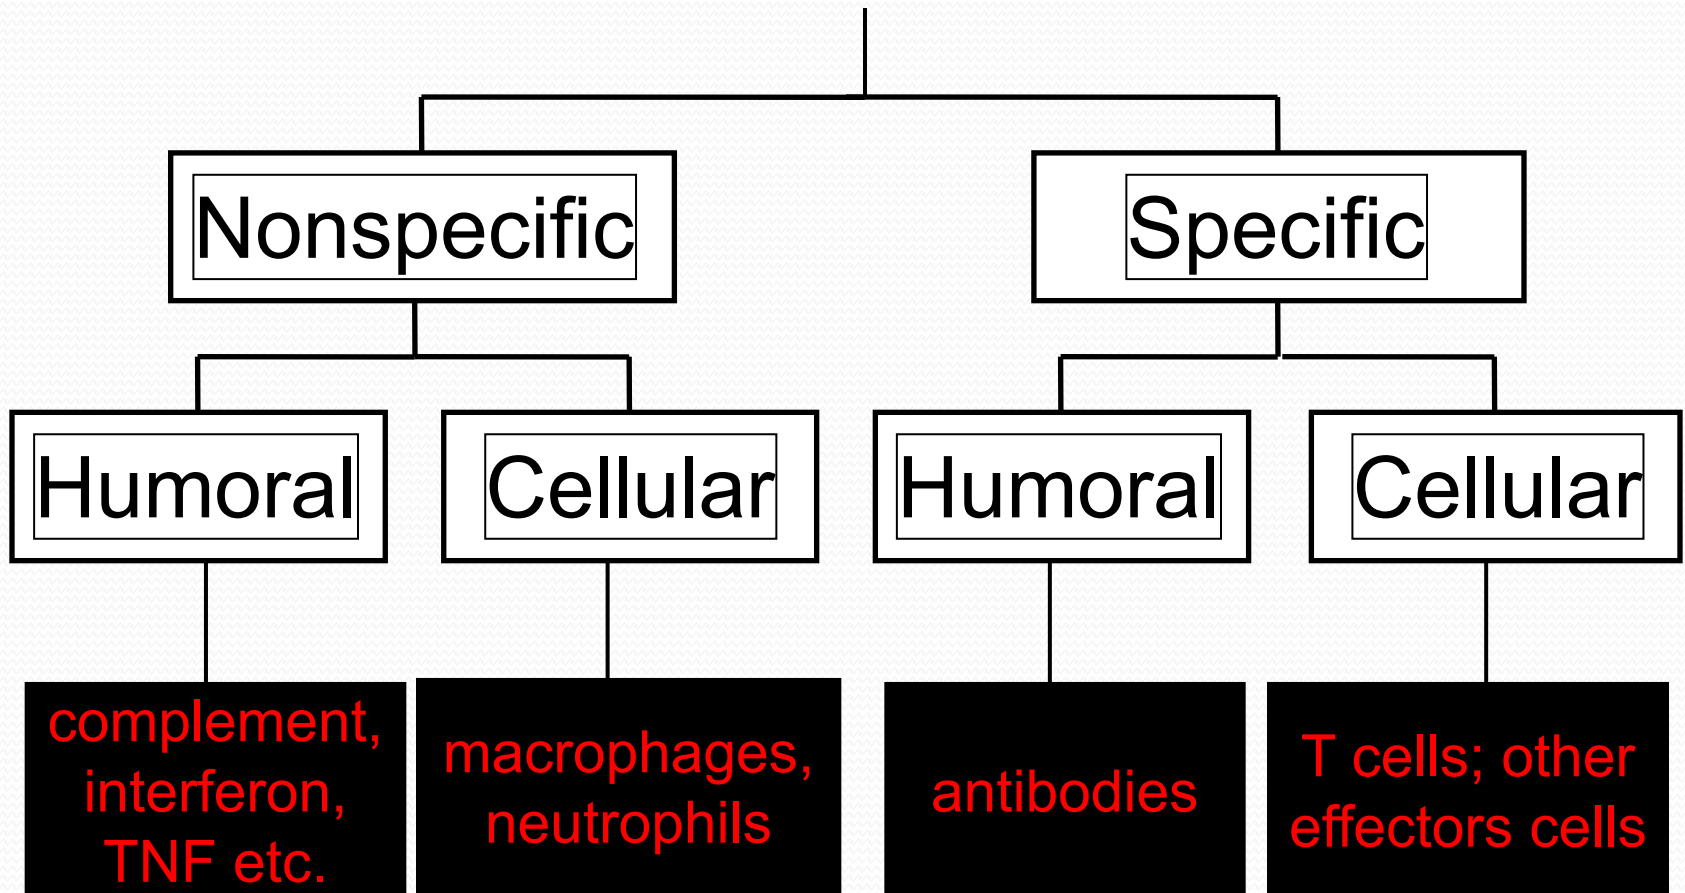 Nonspecific
Specific
Humoral
Cellular
Humoral
Cellular
complement,
interferon,
TNF etc.
macrophages,
neutrophils
antibodies
T cells; other
effectors cells